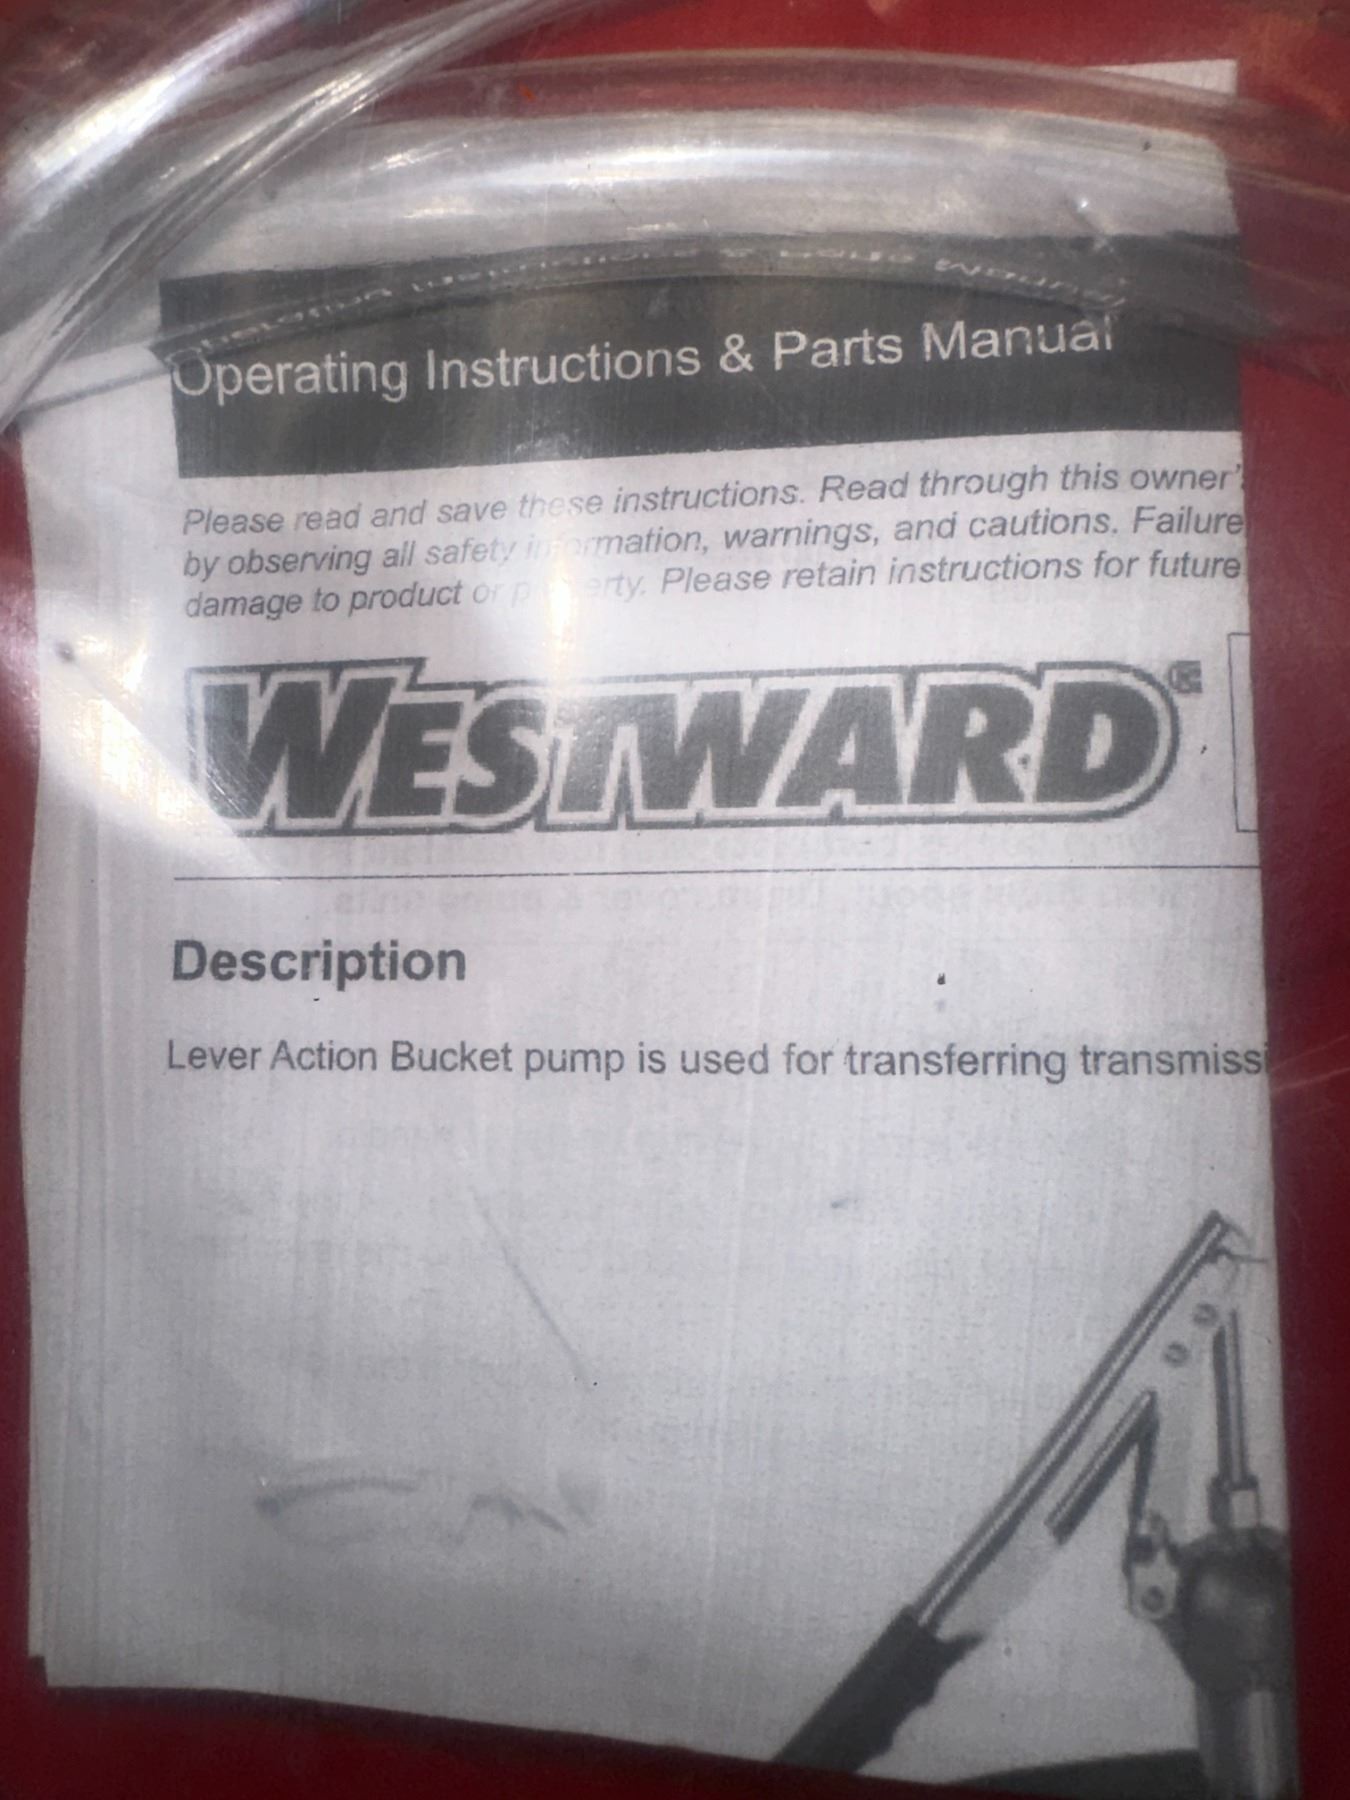 Operating Instructions & Parts Manual
Please read and save these instructions. Read through this owner'
by observing all safety information, warnings, and cautions. Failure
damage to product or property. Please retain instructions for future
WESTWARD®
Description
Lever Action Bucket pump is used for transferring transmissi